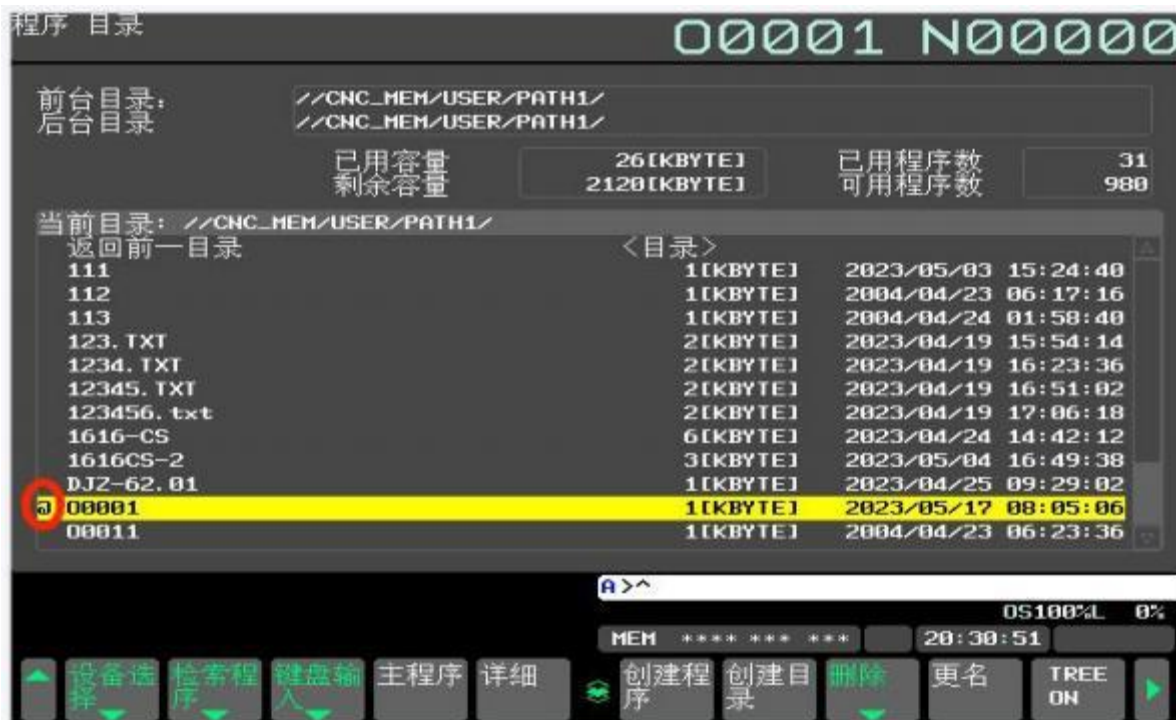 程序 目录
O0001 N00000
前台目录: //CNC_MEM/USER/PATH1/
后台目录 //CNC_MEM/USER/PATH1/
已用容量 26[KBYTE] 已用程序数 31
剩余容量 2120[KBYTE] 可用程序数 980
当前目录: //CNC_MEM/USER/PATH1/
返回前一目录 <目录>
111 1[KBYTE] 2023/05/03 15:24:40
112 1[KBYTE] 2004/04/23 06:17:16
113 1[KBYTE] 2004/04/24 01:58:40
123.TXT 2[KBYTE] 2023/04/19 15:54:14
1234.TXT 2[KBYTE] 2023/04/19 16:23:36
12345.TXT 2[KBYTE] 2023/04/19 16:51:02
123456.txt 2[KBYTE] 2023/04/19 17:06:18
1616-CS 6[KBYTE] 2023/04/24 14:42:12
1616CS-2 3[KBYTE] 2023/05/04 16:49:38
DJZ-62.01 1[KBYTE] 2023/04/25 09:29:02
O0001 1[KBYTE] 2023/05/17 08:05:06
O0011 1[KBYTE] 2004/04/23 06:23:36
A>^
OS100%L 0%
MEM **** *** *** 20:30:51
设备选择 检索程序 键盘输入 主程序 详细 创建程序 创建目录 删除 更名 TREE ON